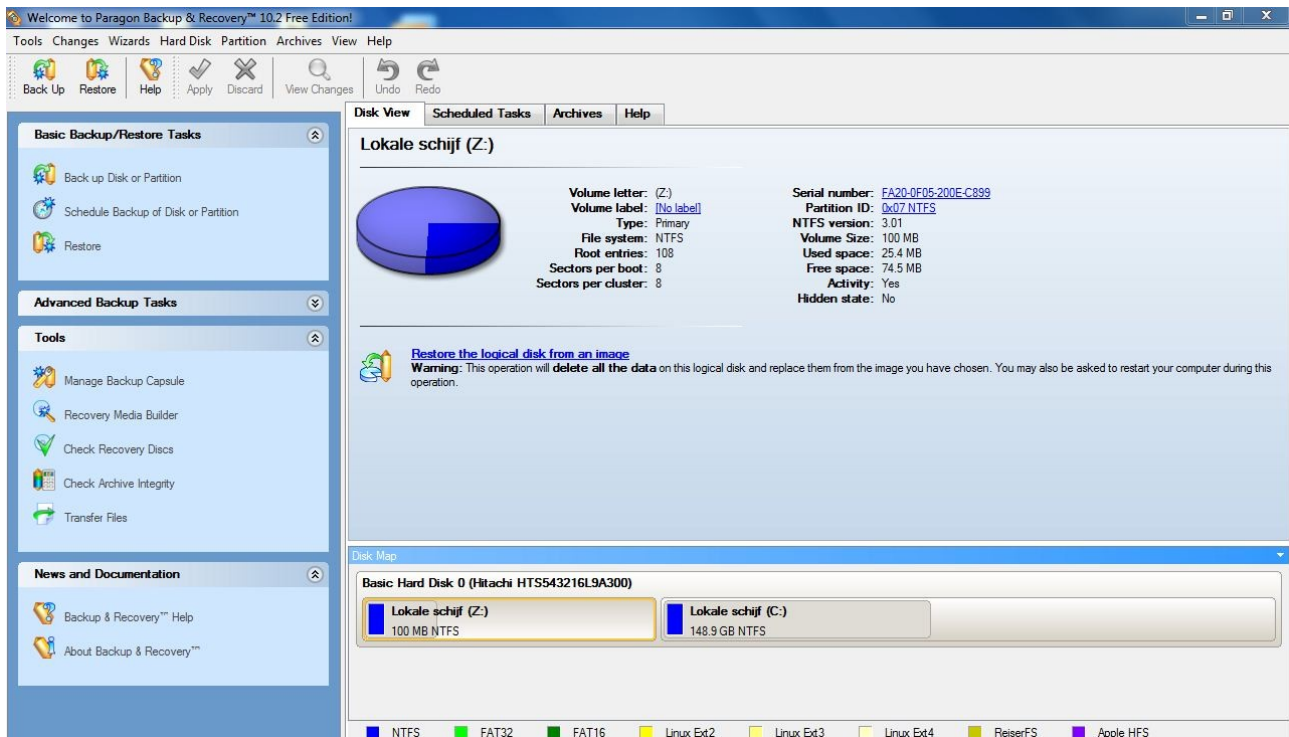 Welcome to Paragon Backup & Recovery™ 10.2 Free Edition!
Tools Changes Wizards Hard Disk Partition Archives View Help
Back Up Restore Help Apply Discard View Changes Undo Redo
Basic Backup/Restore Tasks
Back up Disk or Partition
Schedule Backup of Disk or Partition
Restore
Advanced Backup Tasks
Tools
Manage Backup Capsule
Recovery Media Builder
Check Recovery Discs
Check Archive Integrity
Transfer Files
News and Documentation
Backup & Recovery™ Help
About Backup & Recovery™
Disk View Scheduled Tasks Archives Help
Lokale schijf (Z:)
Volume letter: (Z:)
Volume label: [No label]
Type: Primary
File system: NTFS
Root entries: 108
Sectors per boot: 8
Sectors per cluster: 8
Serial number: FA20-0F05-200E-C899
Partition ID: 0x07 NTFS
NTFS version: 3.01
Volume Size: 100 MB
Used space: 25.4 MB
Free space: 74.5 MB
Activity: Yes
Hidden state: No
Restore the logical disk from an image
Warning: This operation will delete all the data on this logical disk and replace them from the image you have chosen. You may also be asked to restart your computer during this
operation.
Disk Map
Basic Hard Disk 0 (Hitachi HTS543216L9A300)
Lokale schijf (Z:)
100 MB NTFS
Lokale schijf (C:)
148.9 GB NTFS
NTFS FAT32 FAT16 Linux Ext2 Linux Ext3 Linux Ext4 ReiserFS Apple HFS